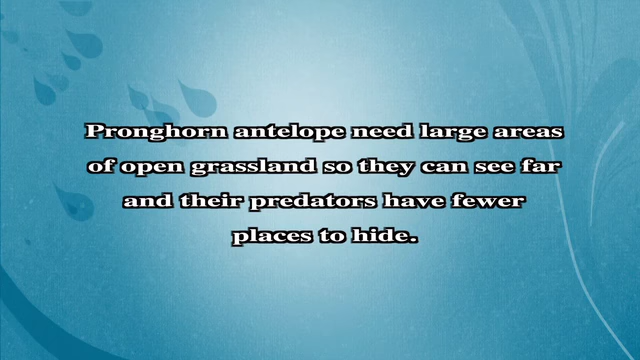 Pronghorn antelope need large areas
of open grassland so they can see far
and their predators have fewer
places to hide.